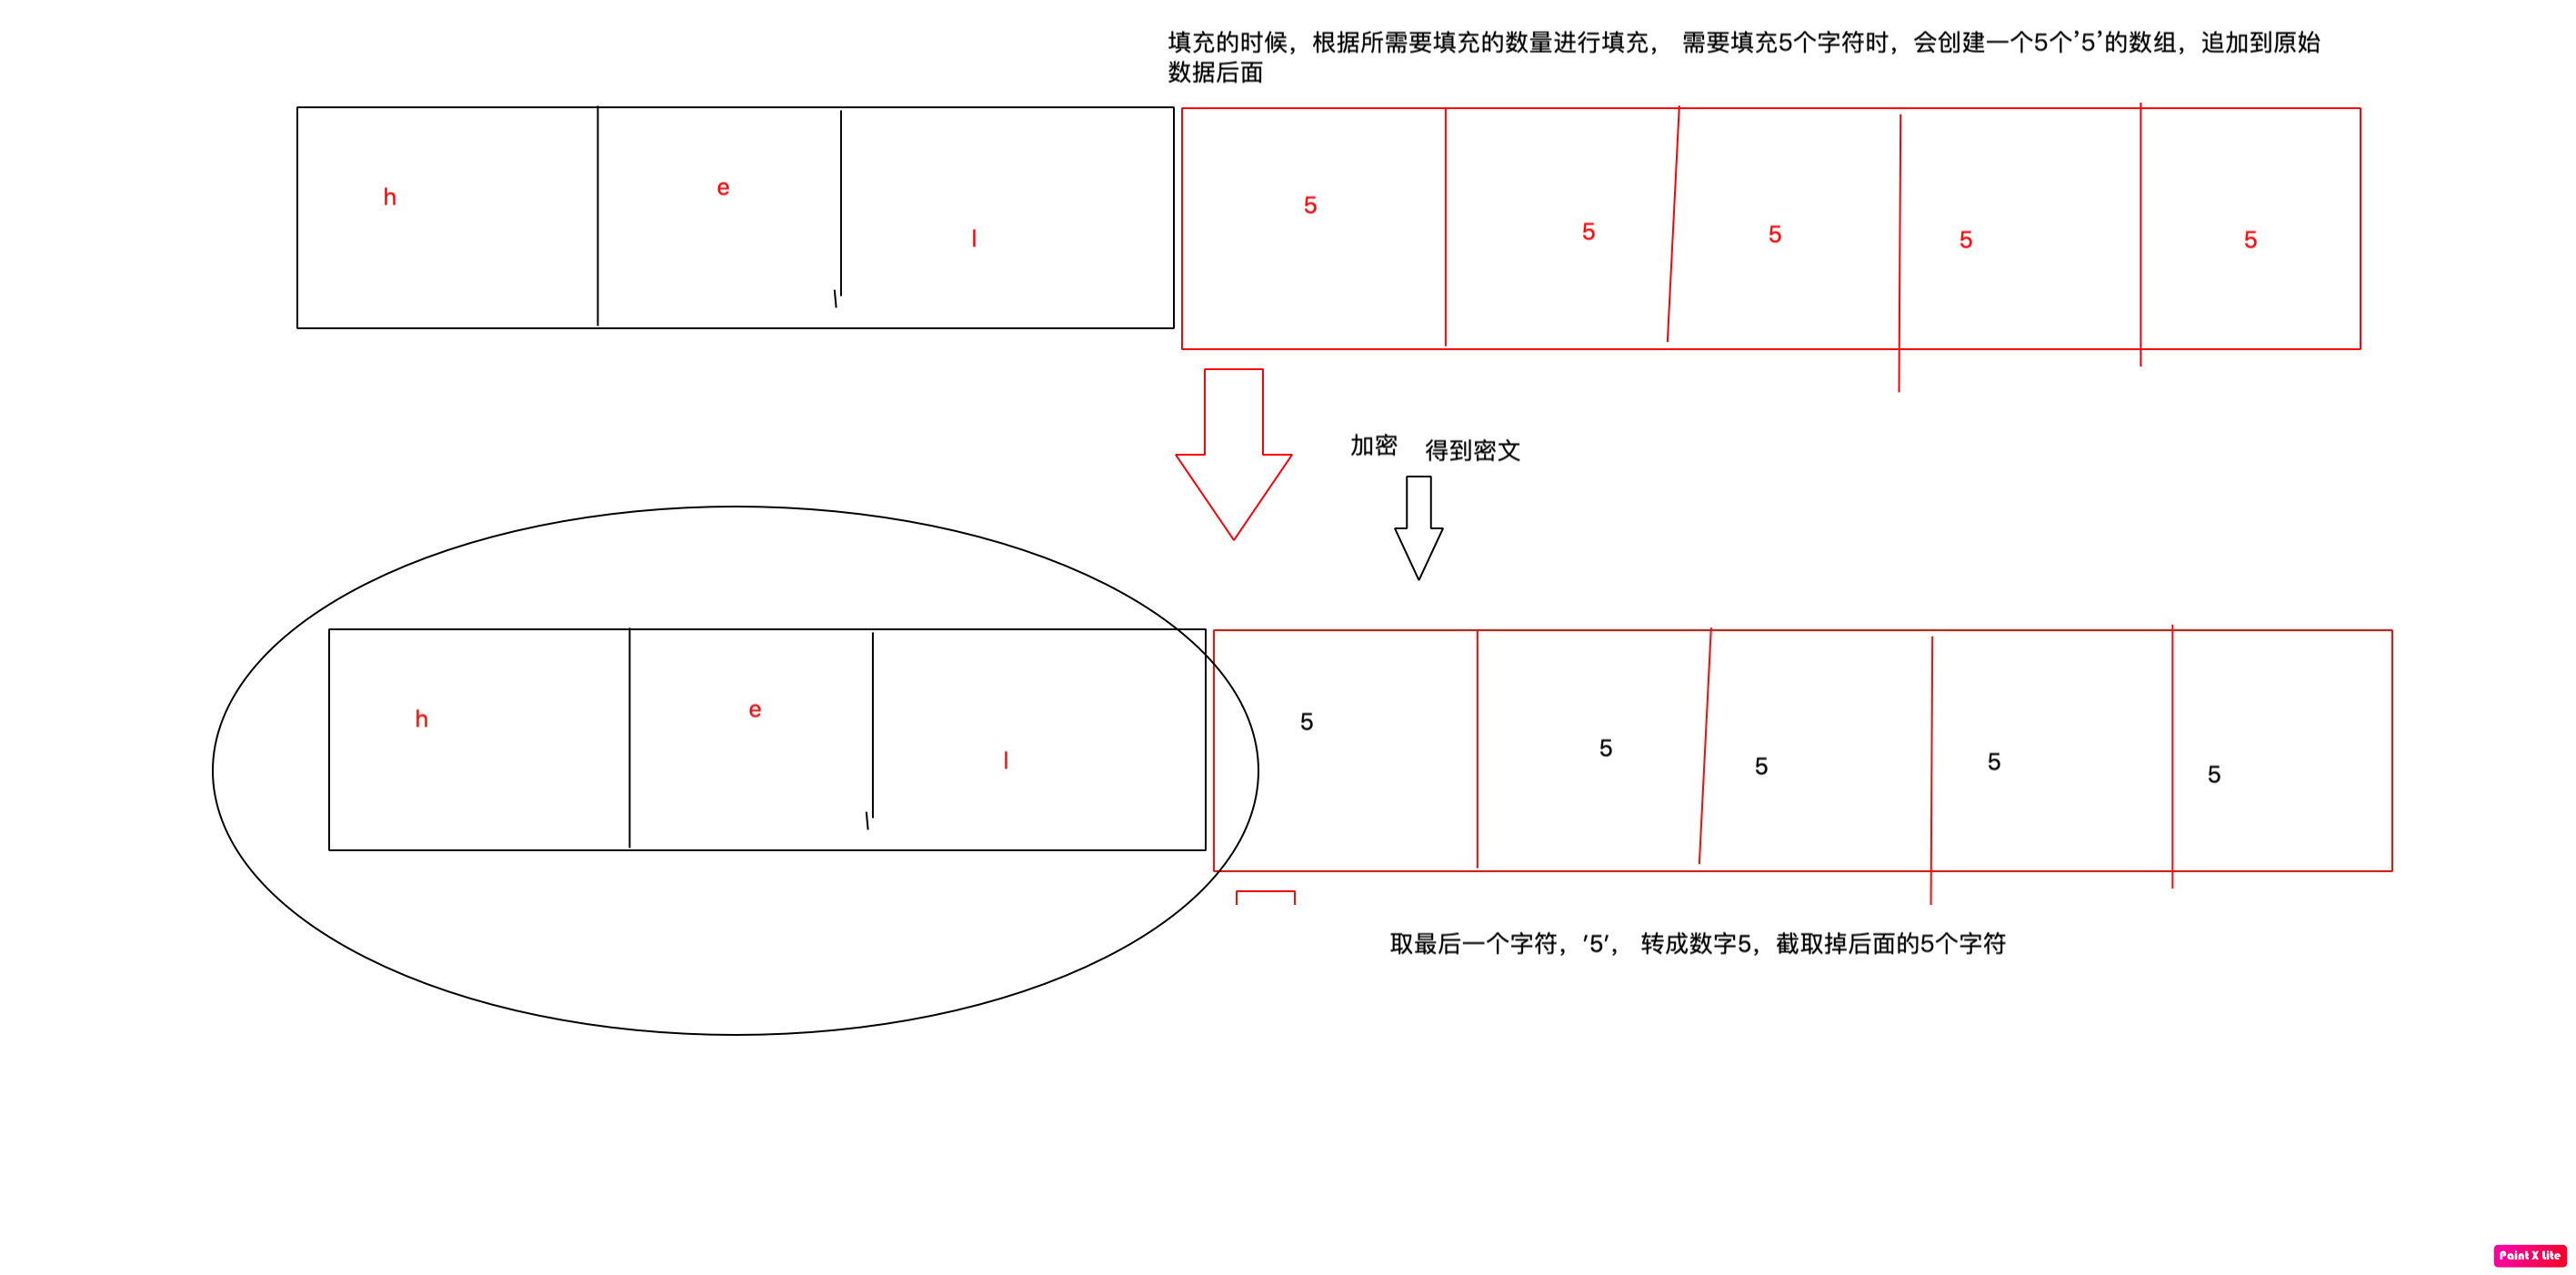 填充的时候，根据所需要填充的数量进行填充， 需要填充5个字符时，会创建一个5个’5’的数组，追加到原始
数据后面
h e l 5 5 5 5 5
加密 得到密文
h e l 5 5 5 5 5
取最后一个字符，’5’， 转成数字5，截取掉后面的5个字符
Paint X Lite